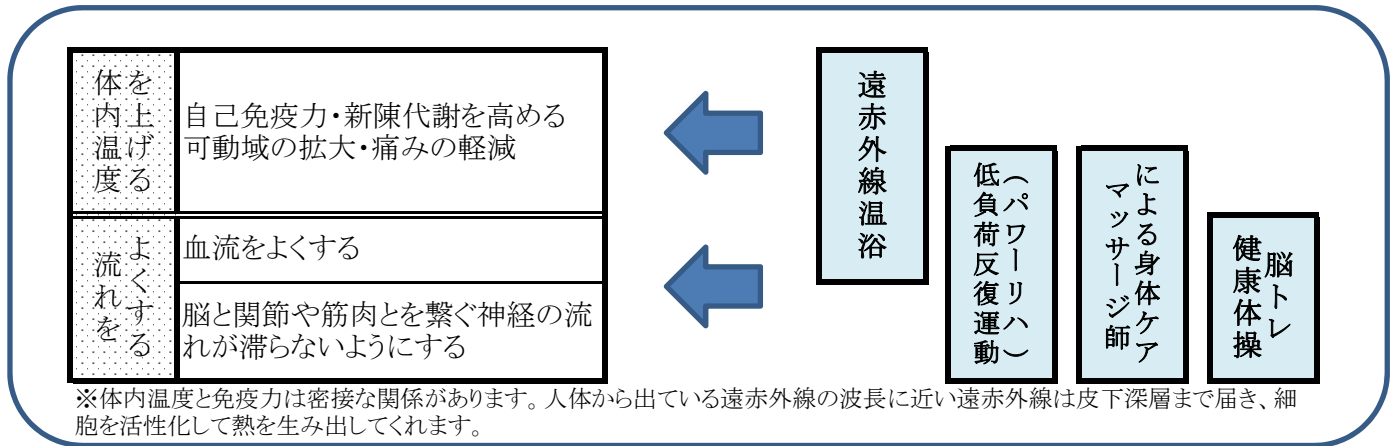 体内温度
を上げる
自己免疫力・新陳代謝を高める
可動域の拡大・痛みの軽減
流れを
よくする
血流をよくする
脳と関節や筋肉とを繋ぐ神経の流
れが滞らないようにする
遠赤外線温浴
(パワーリハ)
低負荷反復運動
マッサージ師
による身体ケア
脳トレ
健康体操
※体内温度と免疫力は密接な関係があります。人体から出ている遠赤外線の波長に近い遠赤外線は皮下深層まで届き、細
胞を活性化して熱を生み出してくれます。